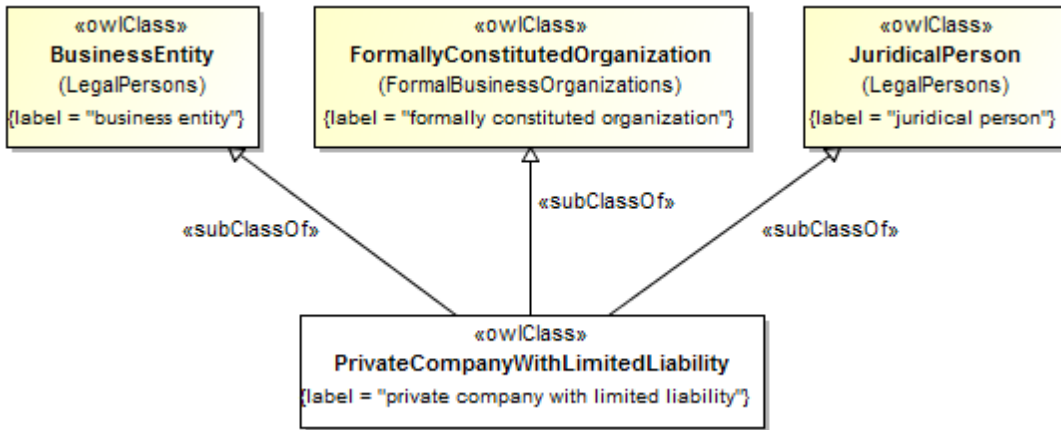 «owlClass»
BusinessEntity
(LegalPersons)
{label = "business entity"}
«owlClass»
FormallyConstitutedOrganization
(FormalBusinessOrganizations)
{label = "formally constituted organization"}
«owlClass»
JuridicalPerson
(LegalPersons)
{label = "juridical person"}
«subClassOf»
«subClassOf»
«subClassOf»
«owlClass»
PrivateCompanyWithLimitedLiability
{label = "private company with limited liability"}